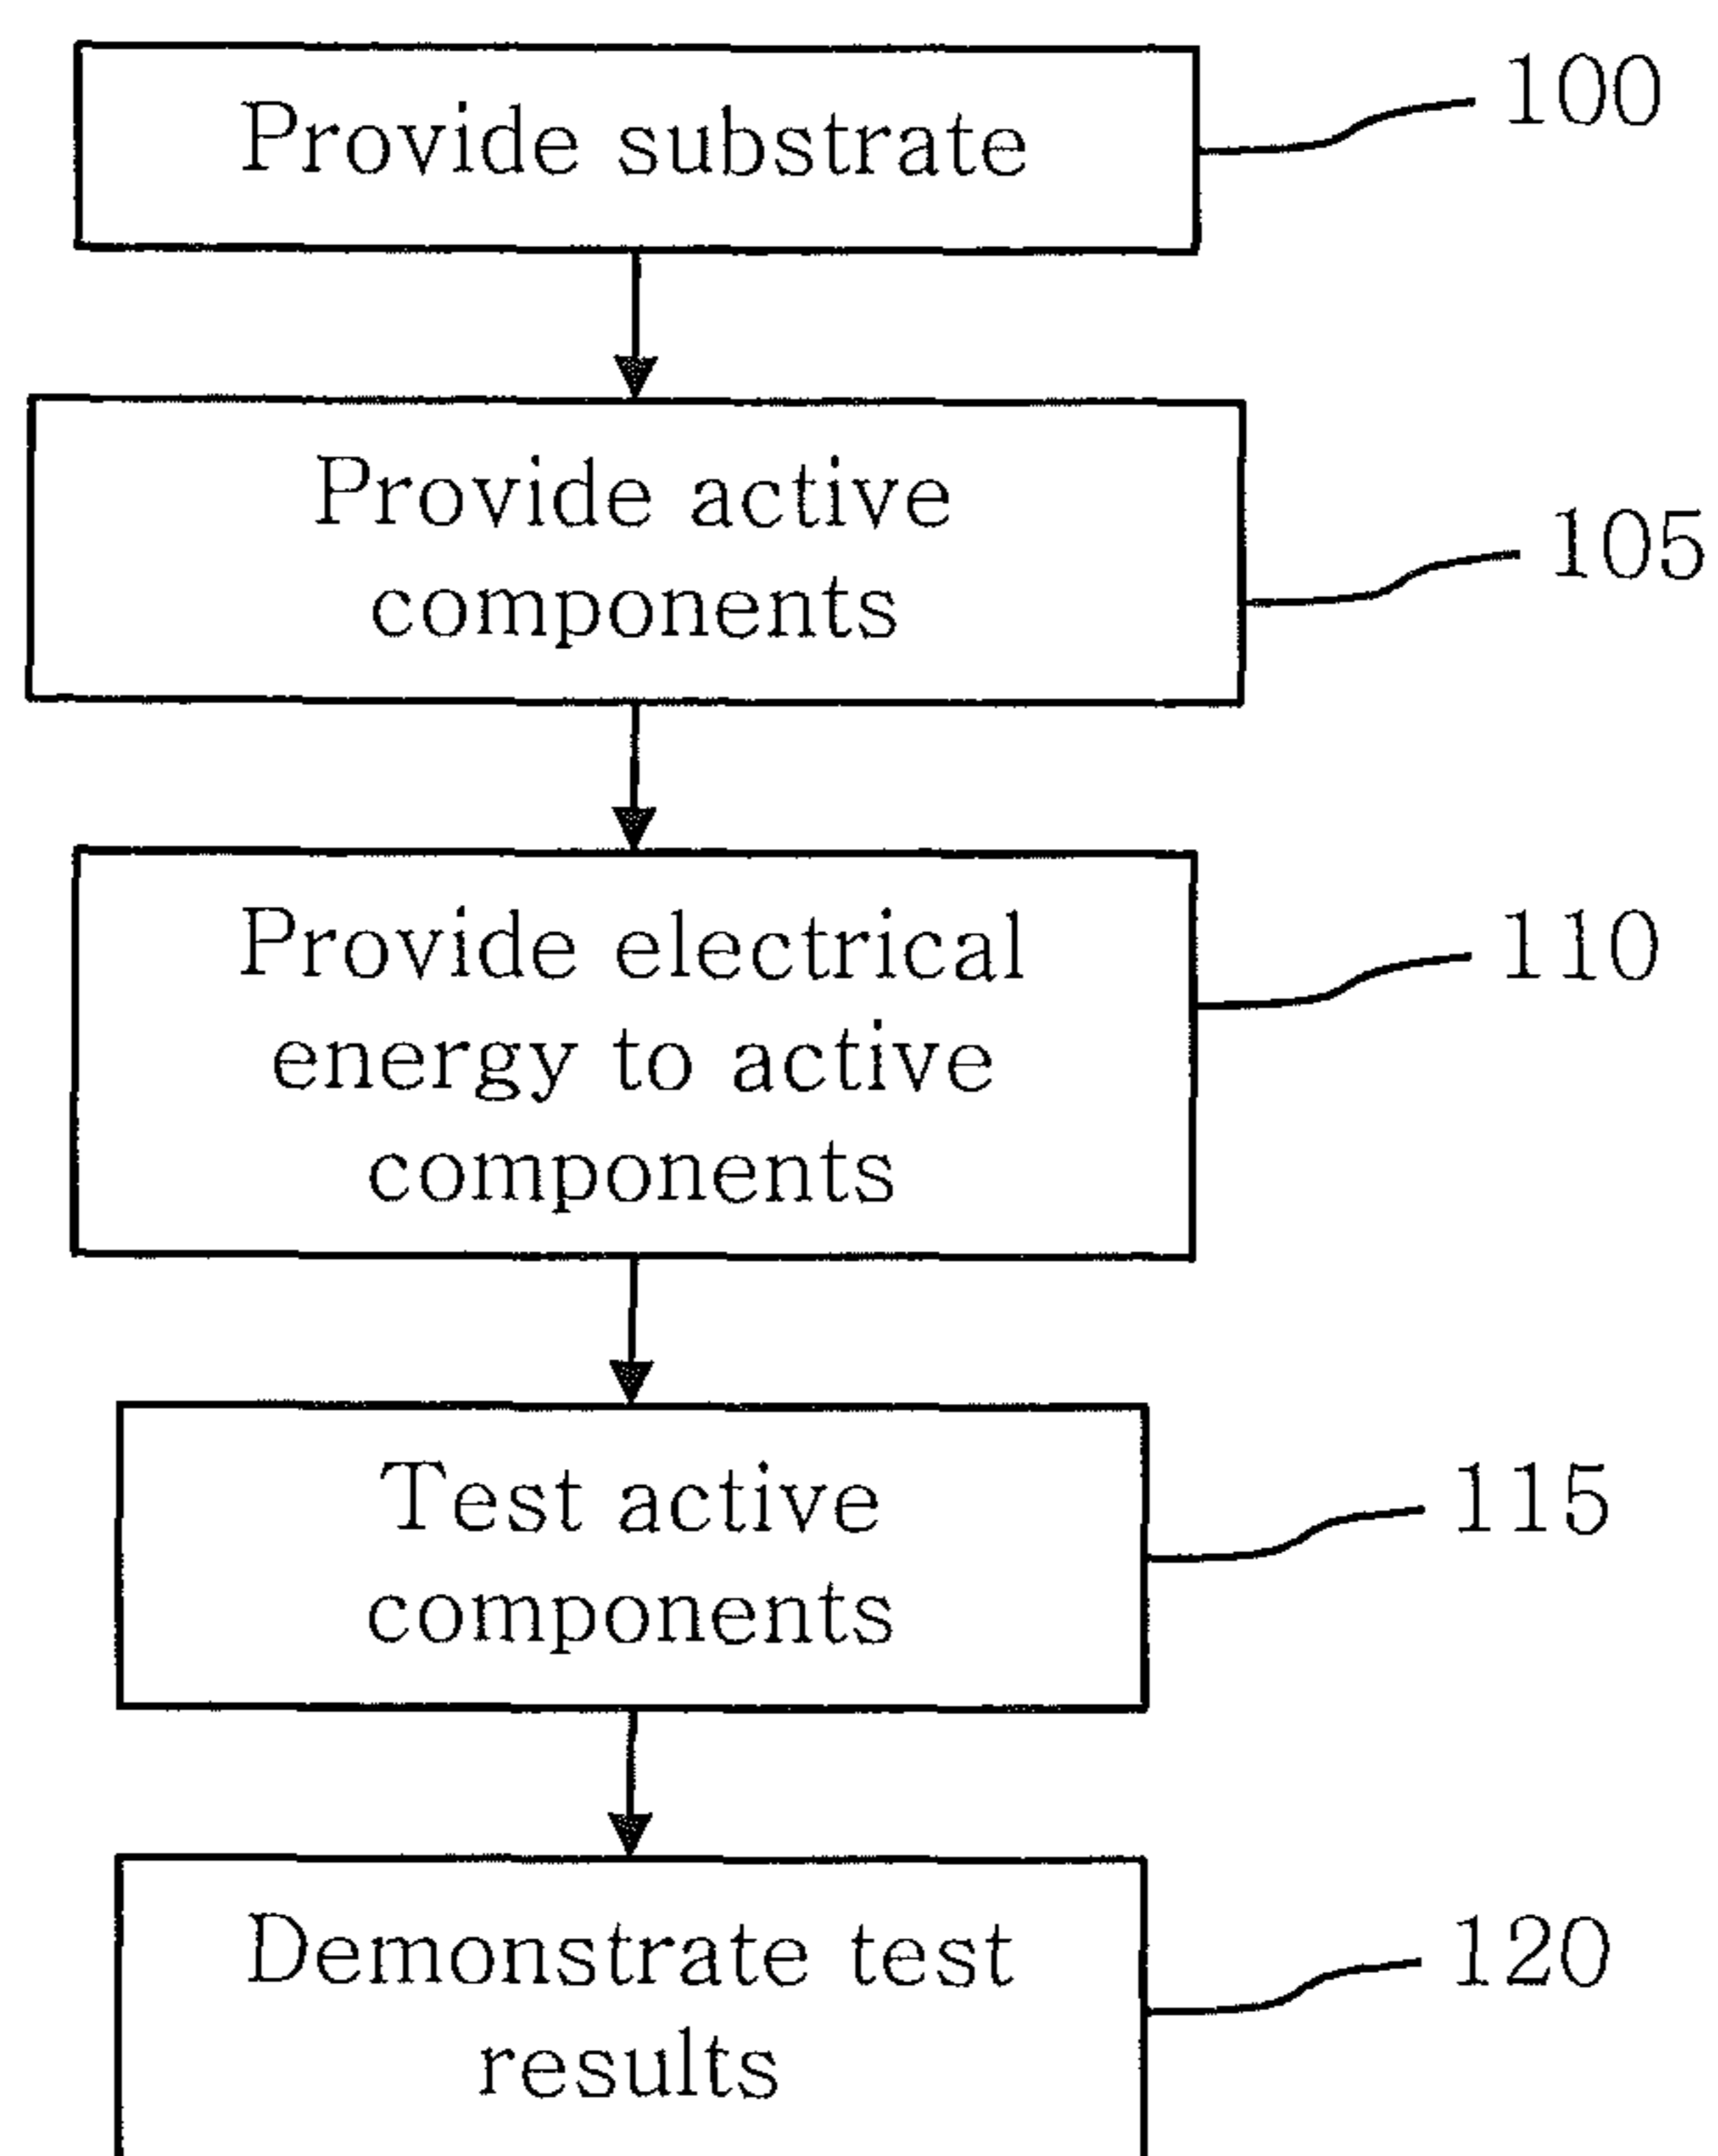 Provide substrate
100
Provide active
components
105
Provide electrical
energy to active
components
110
Test active
components
115
Demonstrate test
results
120